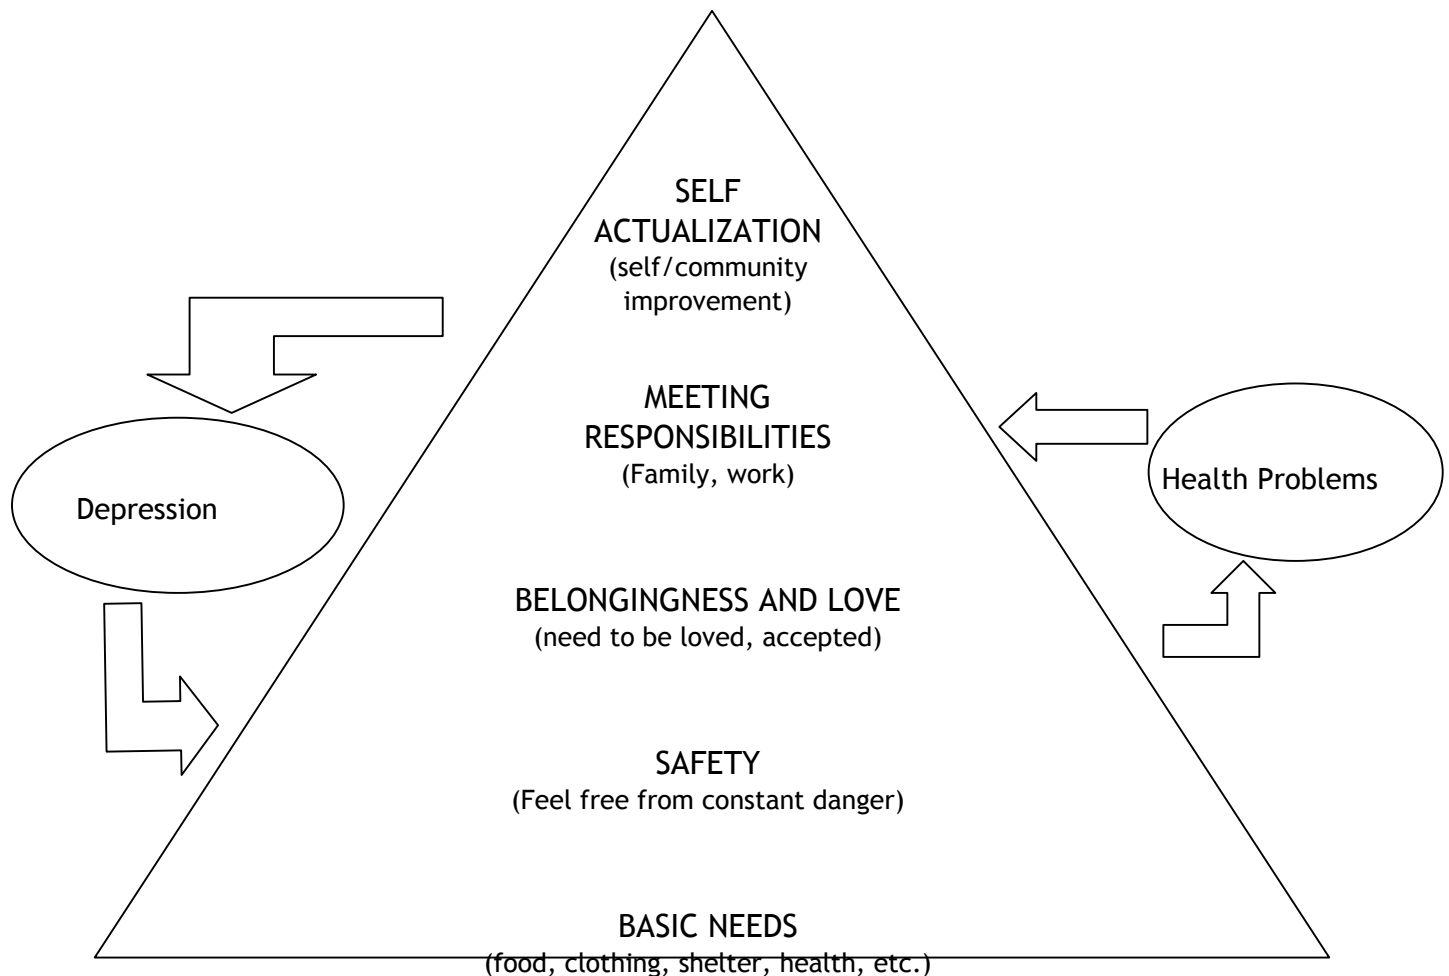 SELF
ACTUALIZATION
(self/community
improvement)
MEETING
RESPONSIBILITIES
(Family, work)
Depression
Health Problems
BELONGINGNESS AND LOVE
(need to be loved, accepted)
SAFETY
(Feel free from constant danger)
BASIC NEEDS
(food, clothing, shelter, health, etc.)